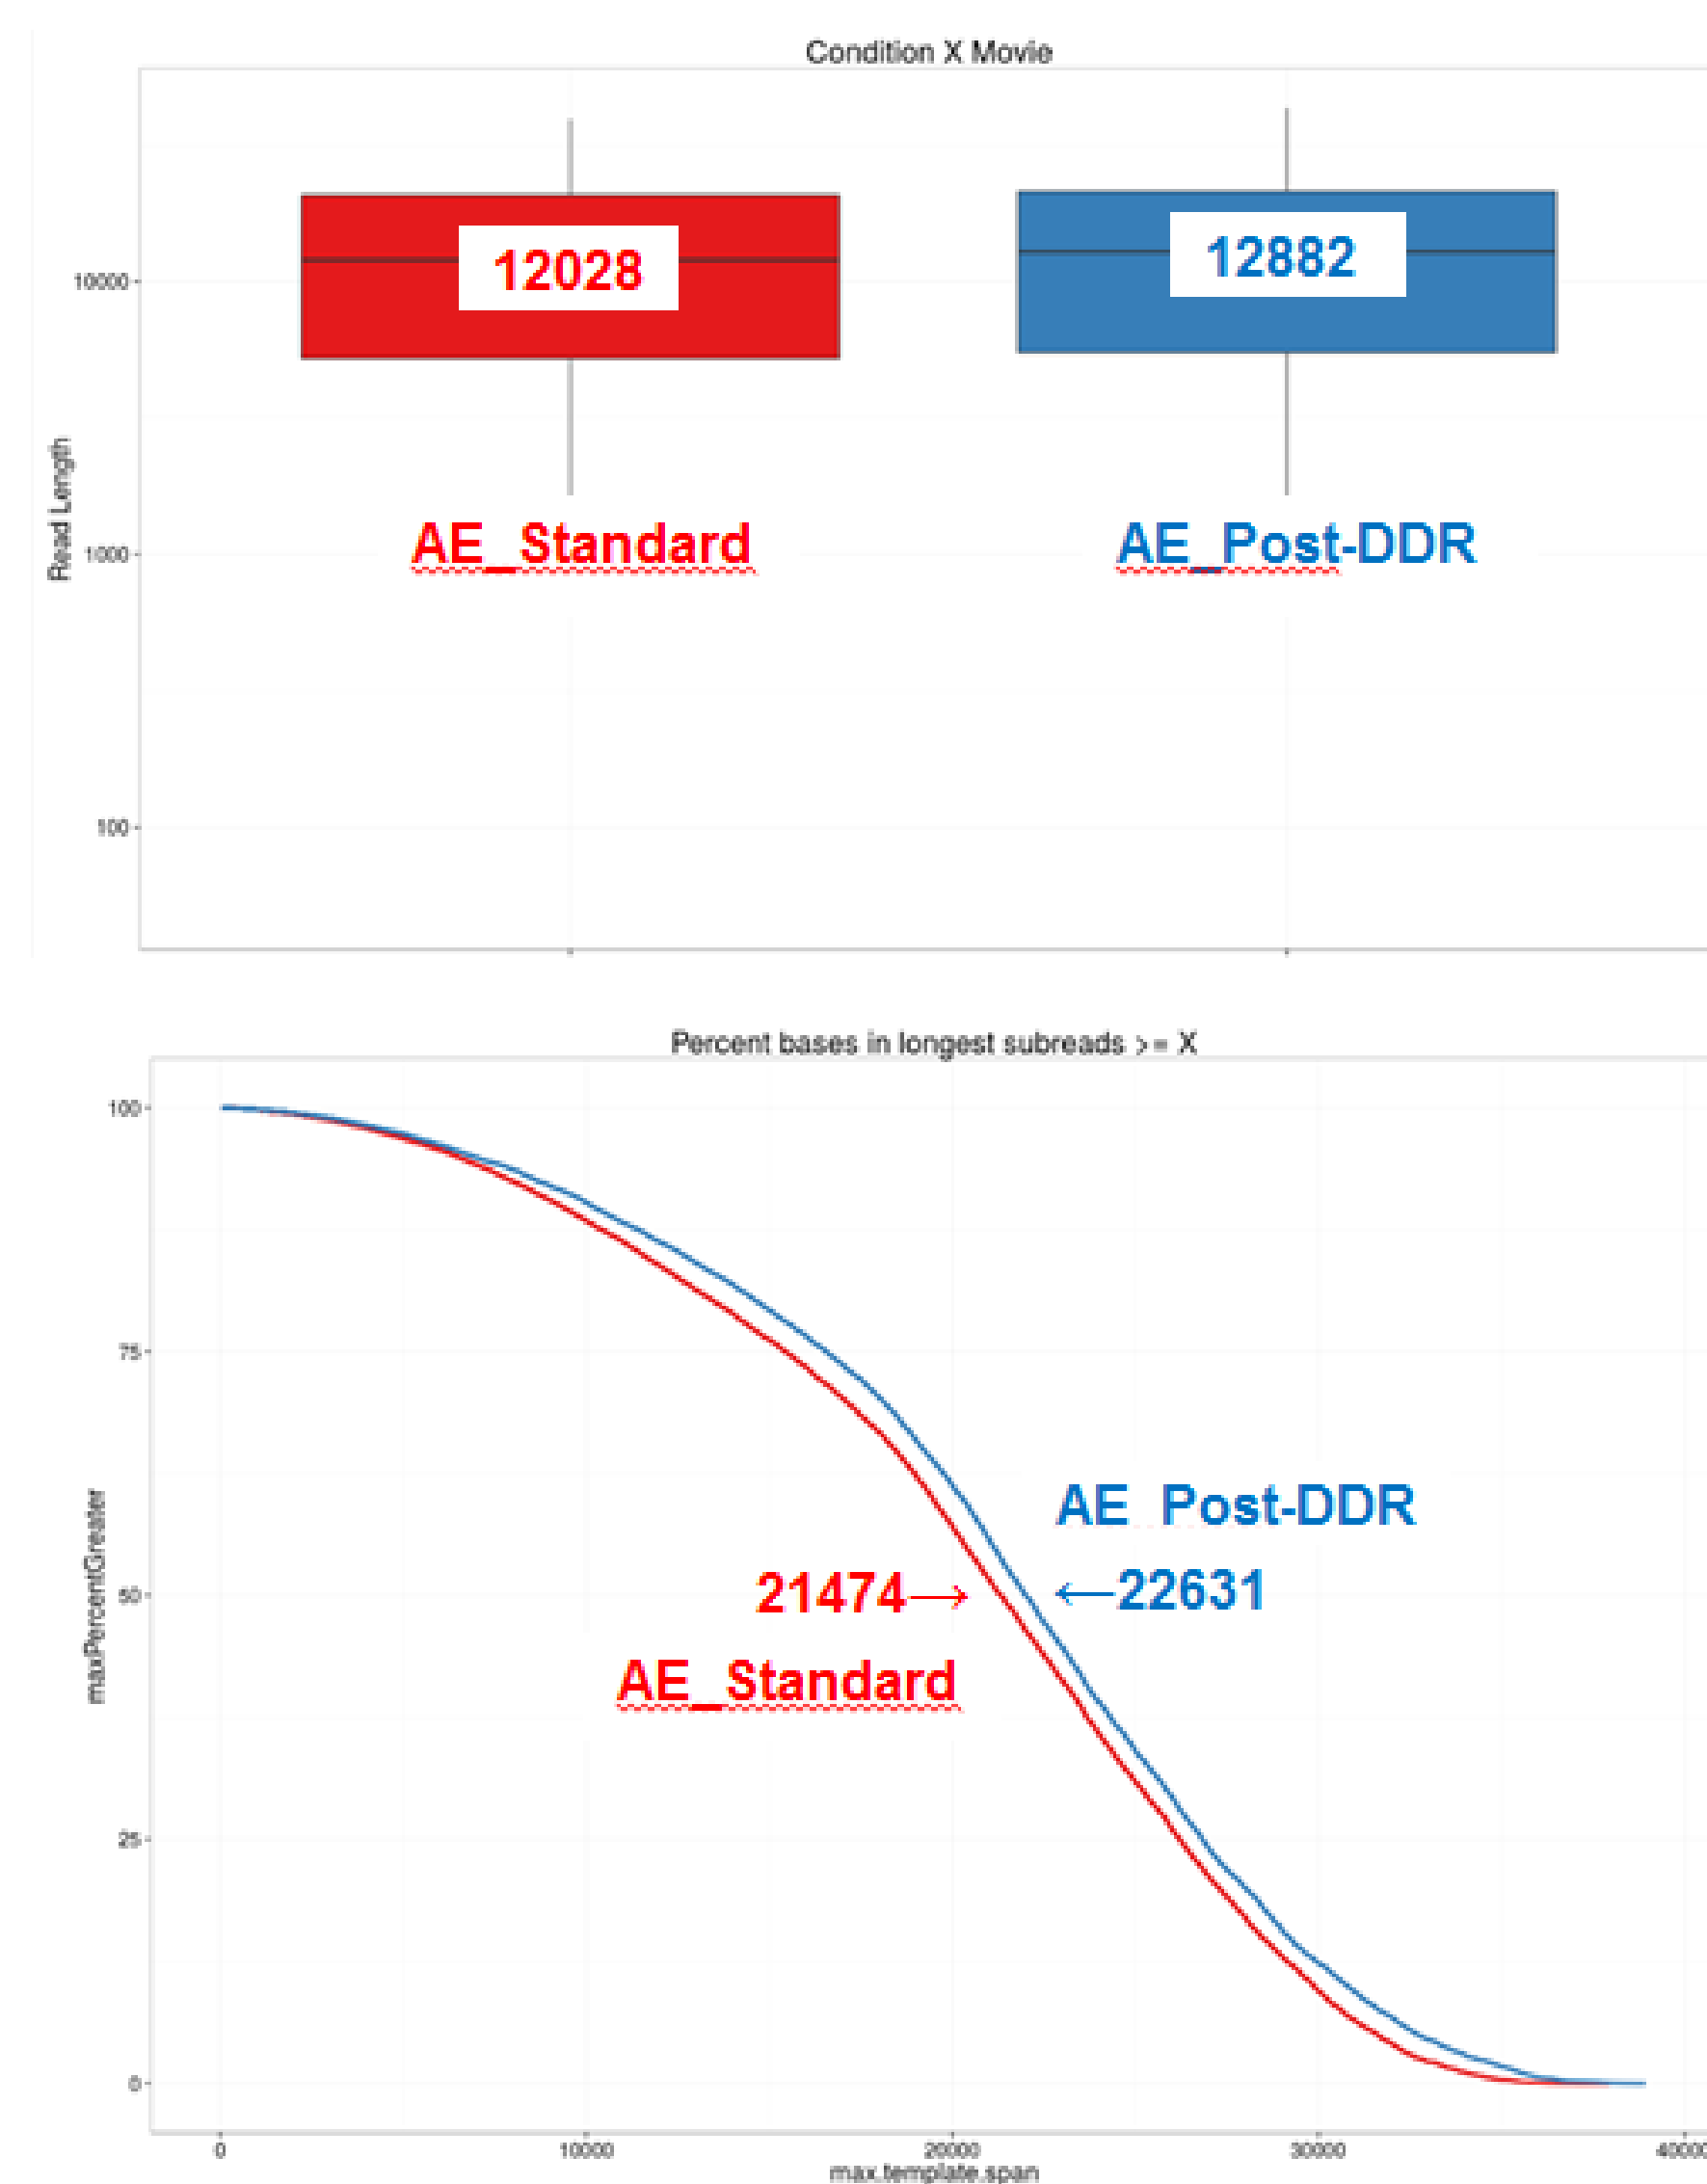 Condition X Movie
10000
1000
100
Read Length
12028
12882
AE_Standard
AE_Post-DDR
Percent bases in longest subreads >= X
100
75
50
25
0
maxPercentGreater
AE_Post-DDR
21474→
←22631
AE_Standard
0
10000
20000
30000
40000
max.template.span